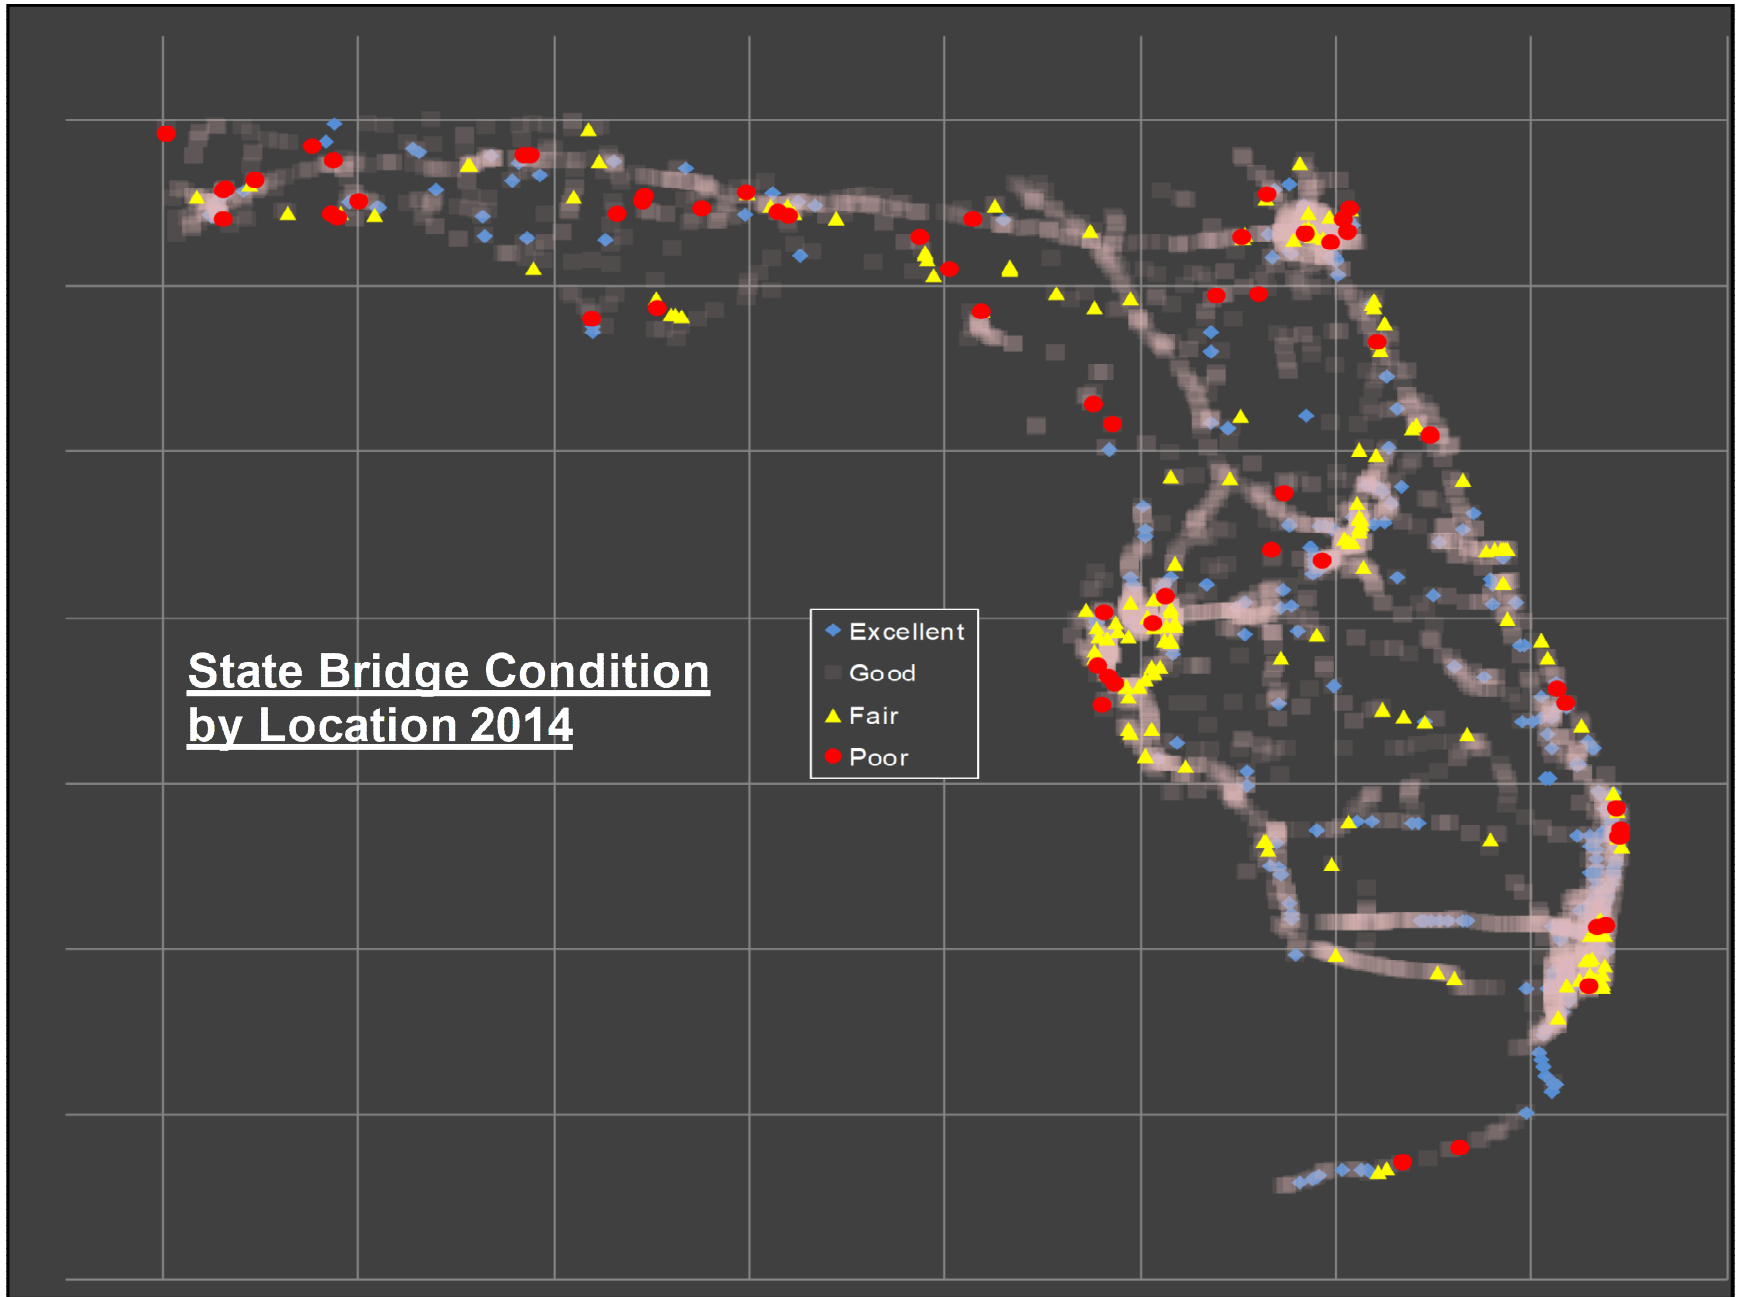 State Bridge Condition
by Location 2014
Excellent
Good
Fair
Poor